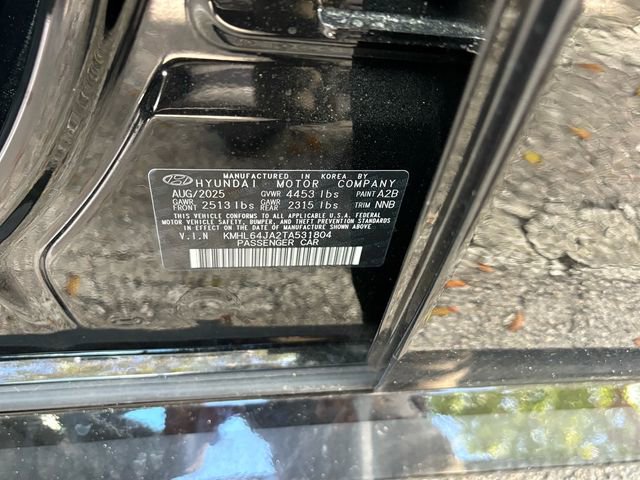 MANUFACTURED IN KOREA BY
HYUNDAI MOTOR COMPANY
AUG/2025 GVWR 4453 lbs PAINT A2B
GAWR FRONT 2513 lbs GAWR REAR 2315 lbs TRIM NNB
THIS VEHICLE CONFORMS TO ALL APPLICABLE U.S.A. FEDERAL
MOTOR VEHICLE SAFETY, BUMPER, AND THEFT PREVENTION STANDARDS
IN EFFECT ON THE DATE OF MANUFACTURE SHOWN ABOVE
V.I.N KMHL64JA2TA531804
PASSENGER CAR